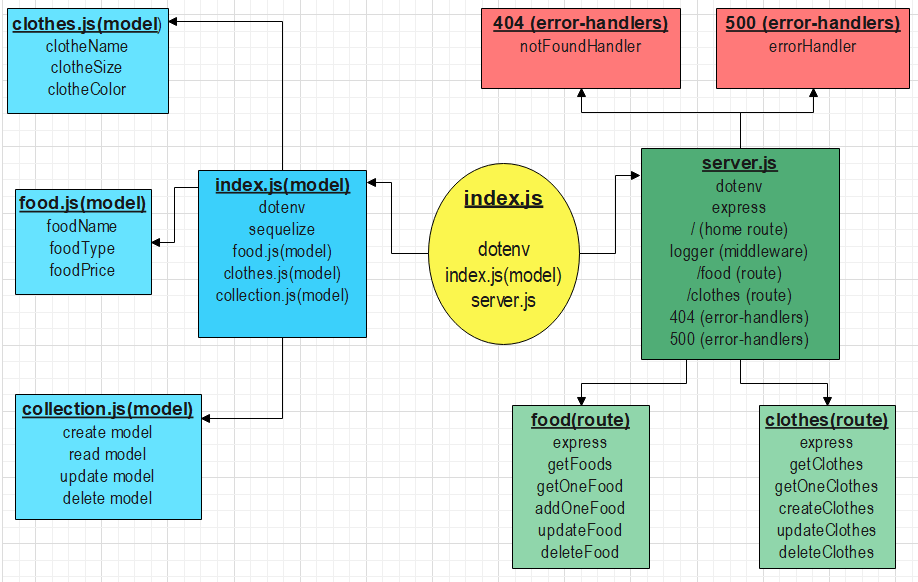 clothes.js(model)
clotheName
clotheSize
clotheColor
404 (error-handlers)
notFoundHandler
500 (error-handlers)
errorHandler
food.js(model)
foodName
foodType
foodPrice
index.js(model)
dotenv
sequelize
food.js(model)
clothes.js(model)
collection.js(model)
index.js
dotenv
index.js(model)
server.js
server.js
dotenv
express
/ (home route)
logger (middleware)
/food (route)
/clothes (route)
404 (error-handlers)
500 (error-handlers)
collection.js(model)
create model
read model
update model
delete model
food(route)
express
getFoods
getOneFood
addOneFood
updateFood
deleteFood
clothes(route)
express
getClothes
getOneClothes
createClothes
updateClothes
deleteClothes